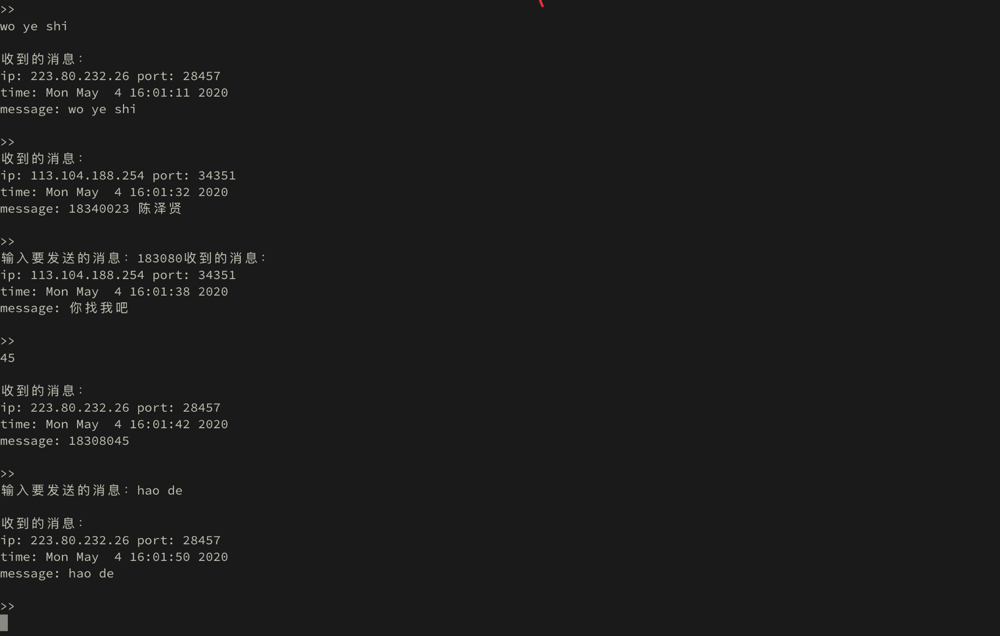 >>
wo ye shi
收到的消息：
ip: 223.80.232.26 port: 28457
time: Mon May  4 16:01:11 2020
message: wo ye shi
>>
收到的消息：
ip: 113.104.188.254 port: 34351
time: Mon May  4 16:01:32 2020
message: 18340023 陈泽贤
>>
输入要发送的消息：183080收到的消息：
ip: 113.104.188.254 port: 34351
time: Mon May  4 16:01:38 2020
message: 你找我吧
>>
45
收到的消息：
ip: 223.80.232.26 port: 28457
time: Mon May  4 16:01:42 2020
message: 18308045
>>
输入要发送的消息：hao de
收到的消息：
ip: 223.80.232.26 port: 28457
time: Mon May  4 16:01:50 2020
message: hao de
>>